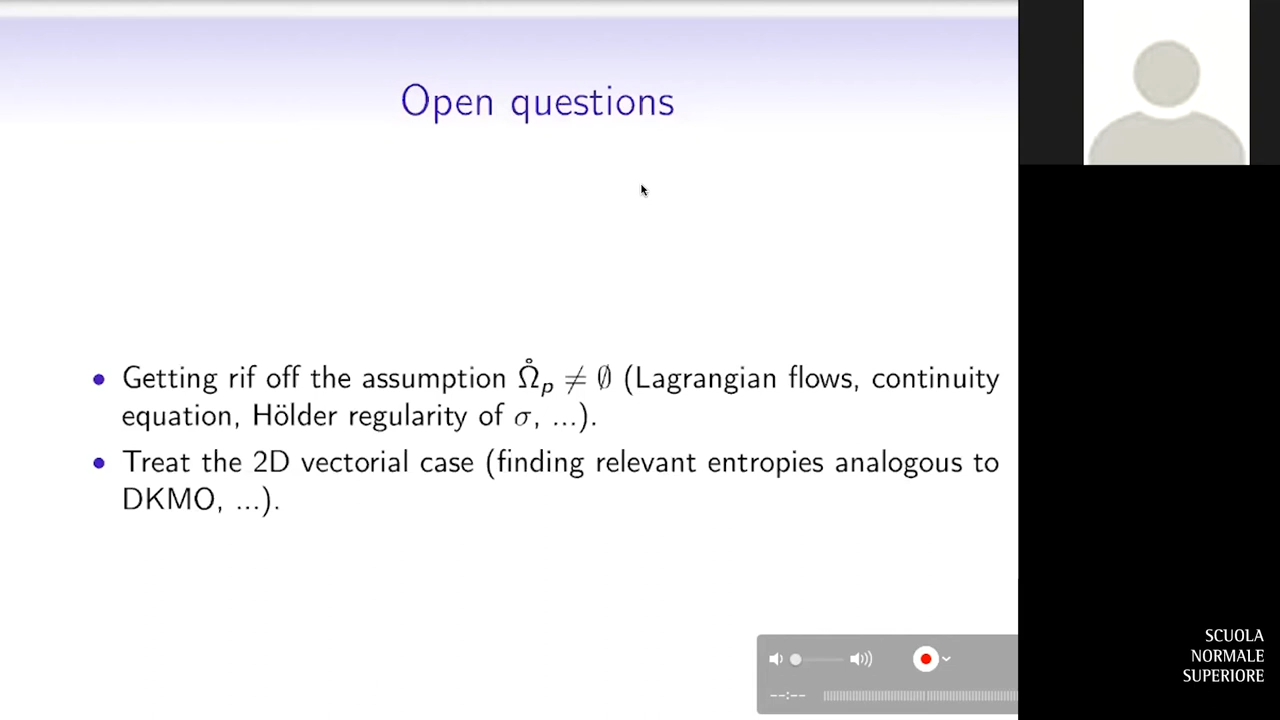 Open questions
• Getting rif off the assumption Ω̊ₚ ≠ ∅ (Lagrangian flows, continuity
equation, Hölder regularity of σ, ...).
• Treat the 2D vectorial case (finding relevant entropies analogous to
DKMO, ...).
--:--
SCUOLA
NORMALE
SUPERIORE